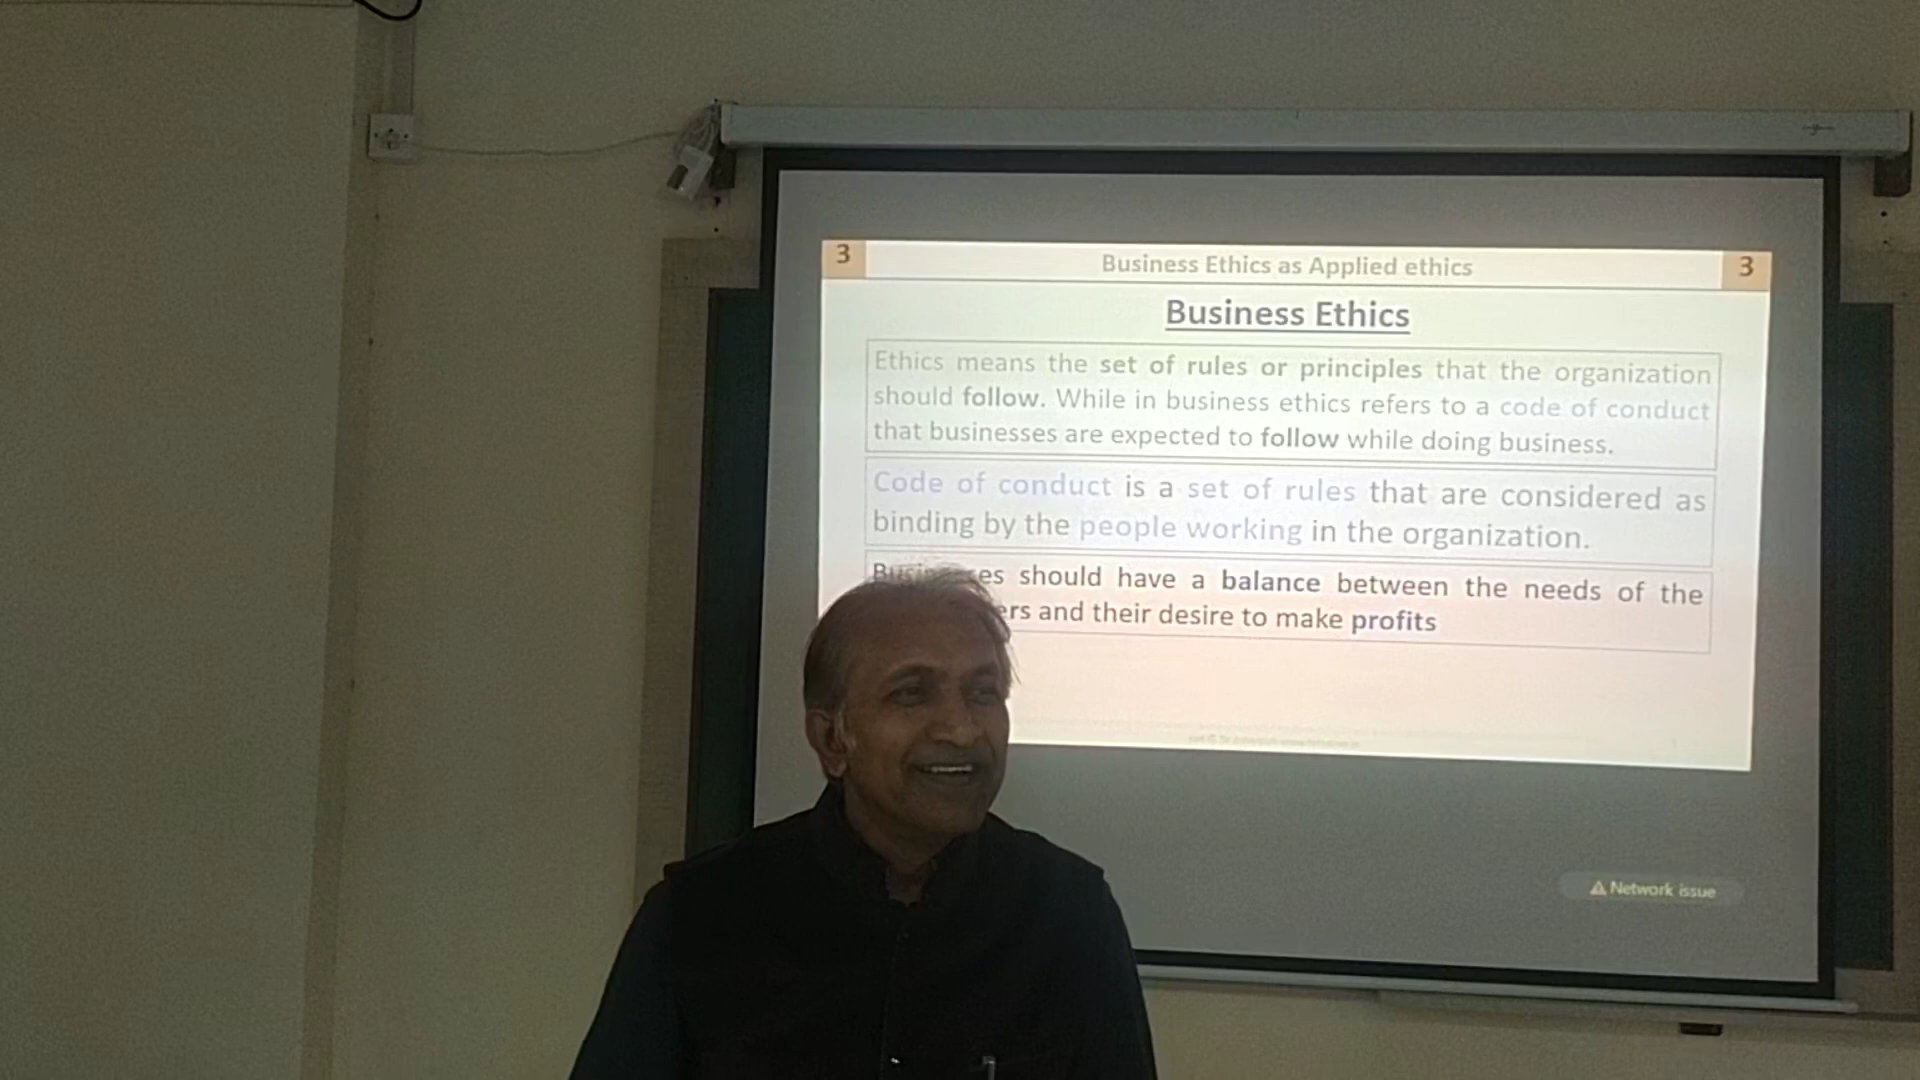 3 Business Ethics as Applied ethics 3
Business Ethics
Ethics means the set of rules or principles that the organization
should follow. While in business ethics refers to a code of conduct
that businesses are expected to follow while doing business.
Code of conduct is a set of rules that are considered as
binding by the people working in the organization.
should have a balance between the needs of the
and their desire to make profits
Network issue